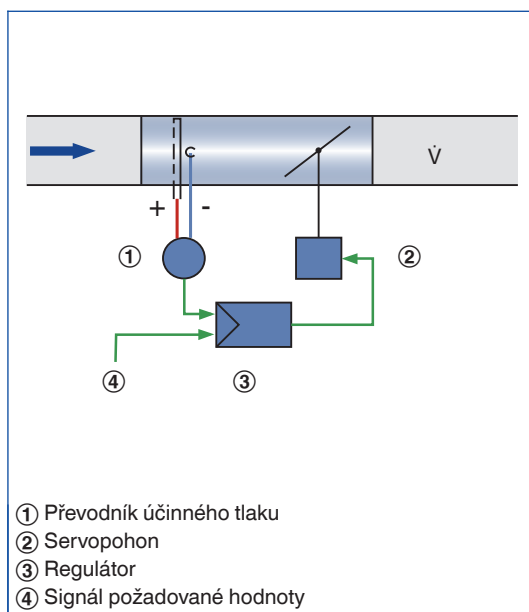 V̇
+ -
①
②
④
③
① Převodník účinného tlaku
② Servopohon
③ Regulátor
④ Signál požadované hodnoty